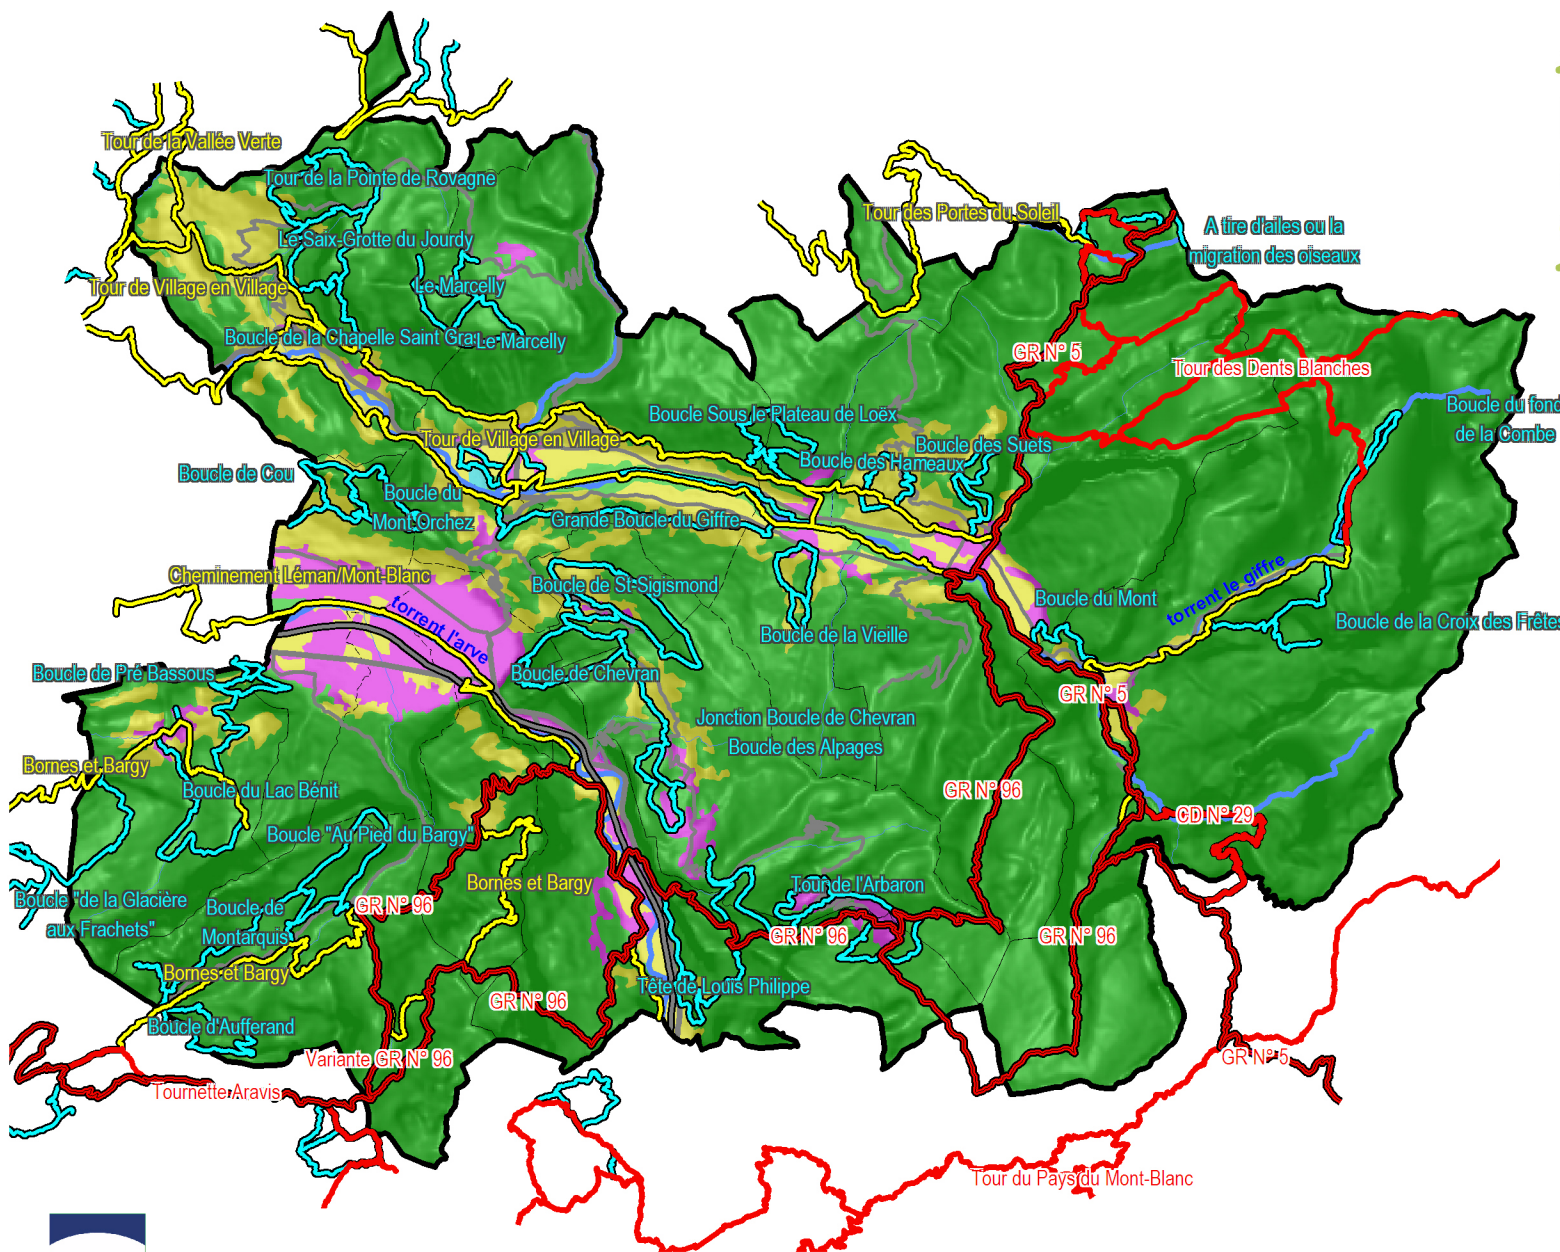 Tour de la Vallée Verte
Tour de la Pointe de Rovagne
Tour des Portes du Soleil
A tire d'ailes ou la
migration des oiseaux
Le Saix-Grotte du Jourdy
Tour de Village en Village
Le Marcelly
Boucle de la Chapelle Saint Gra
Le Marcelly
GR N° 5
Tour des Dents Blanches
Boucle du fond
de la Combe
Boucle Sous le Plateau de Loëx
Tour de Village en Village
Boucle des Suets
Boucle des Hameaux
Boucle de Cou
Boucle du
Mont Orchez
Grande Boucle du Giffre
Cheminement Léman/Mont-Blanc
torrent l'arve
Boucle de St-Sigismond
Boucle du Mont
torrent le giffre
Boucle de la Croix des Frêtes
Boucle de la Vieille
Boucle de Pré Bassous
Boucle de Chevran
GR N° 5
Jonction Boucle de Chevran
Boucle des Alpages
Bornes et Bargy
Boucle du Lac Bénit
GR N° 96
CD N° 29
Boucle "Au Pied du Bargy"
Bornes et Bargy
Tour de l'Arbaron
Boucle "de la Glacière
aux Frachets"
Boucle de
Montarquis
GR N° 96
GR N° 96
GR N° 96
Bornes et Bargy
GR N° 96
Tête de Louis Philippe
Boucle d'Aufferand
Variante GR N° 96
GR N° 5
Tournette Aravis
Tour du Pays du Mont-Blanc